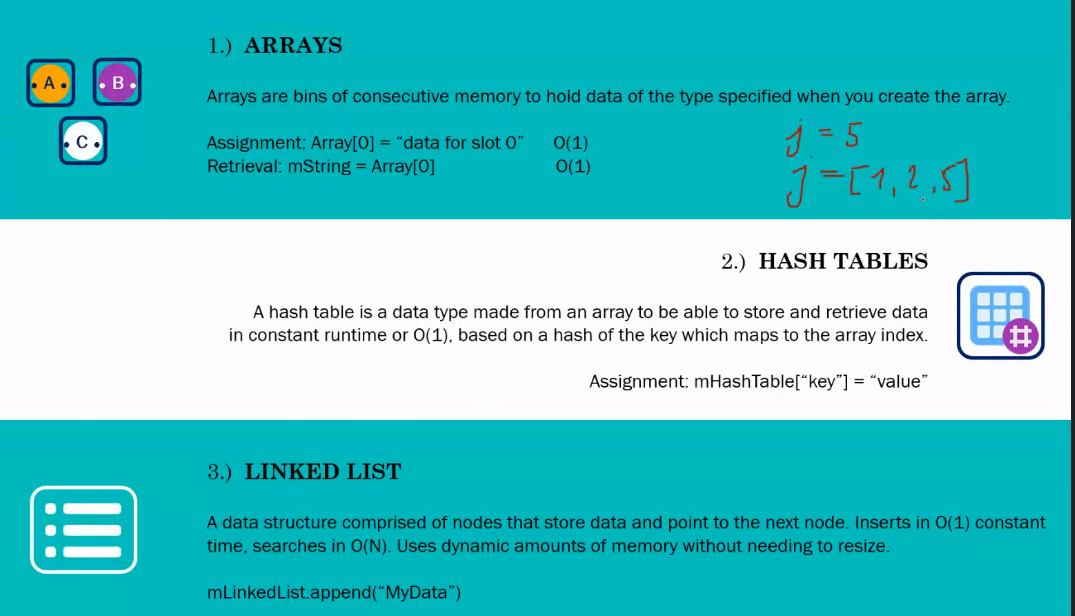 1.) ARRAYS
A
B
C
Arrays are bins of consecutive memory to hold data of the type specified when you create the array.
Assignment: Array[0] = “data for slot 0” O(1)
Retrieval: mString = Array[0] O(1)
j = 5
j = [1, 2, 5]
2.) HASH TABLES
A hash table is a data type made from an array to be able to store and retrieve data
in constant runtime or O(1), based on a hash of the key which maps to the array index.
#
Assignment: mHashTable[“key”] = “value”
3.) LINKED LIST
A data structure comprised of nodes that store data and point to the next node. Inserts in O(1) constant
time, searches in O(N). Uses dynamic amounts of memory without needing to resize.
mLinkedList.append(“MyData”)